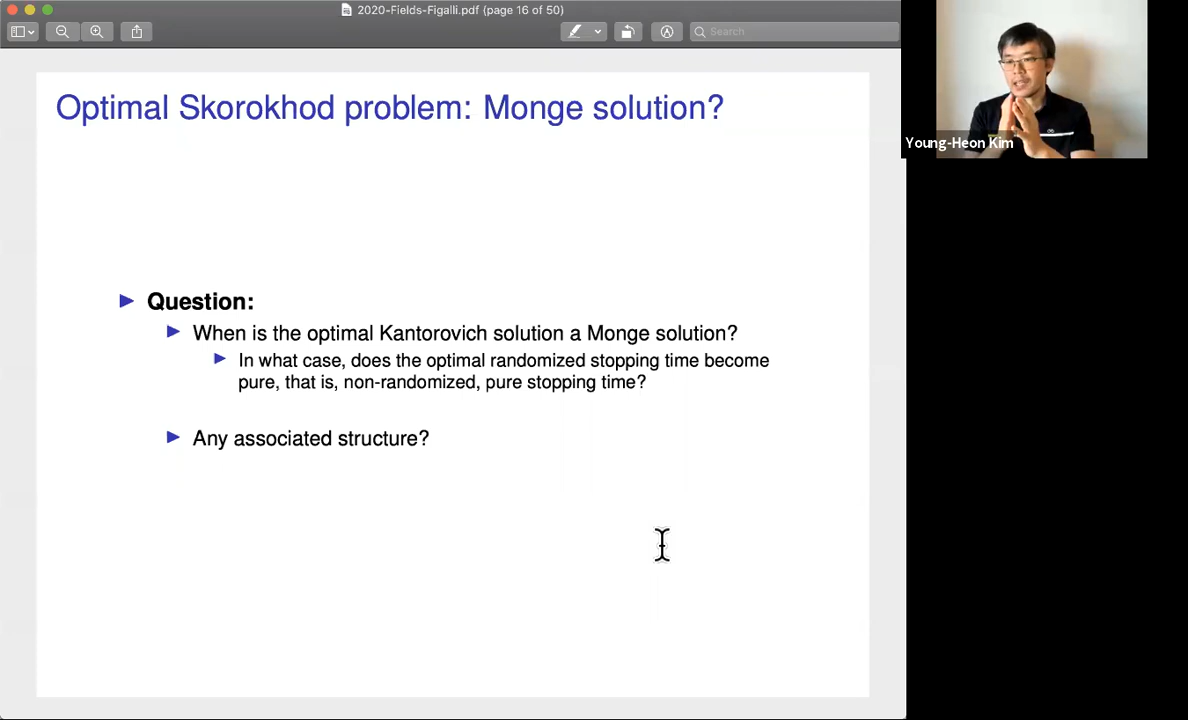 2020-Fields-Figalli.pdf (page 16 of 50)
Search
Optimal Skorokhod problem: Monge solution?
Young-Heon Kim
Question:
When is the optimal Kantorovich solution a Monge solution?
In what case, does the optimal randomized stopping time become
pure, that is, non-randomized, pure stopping time?
Any associated structure?